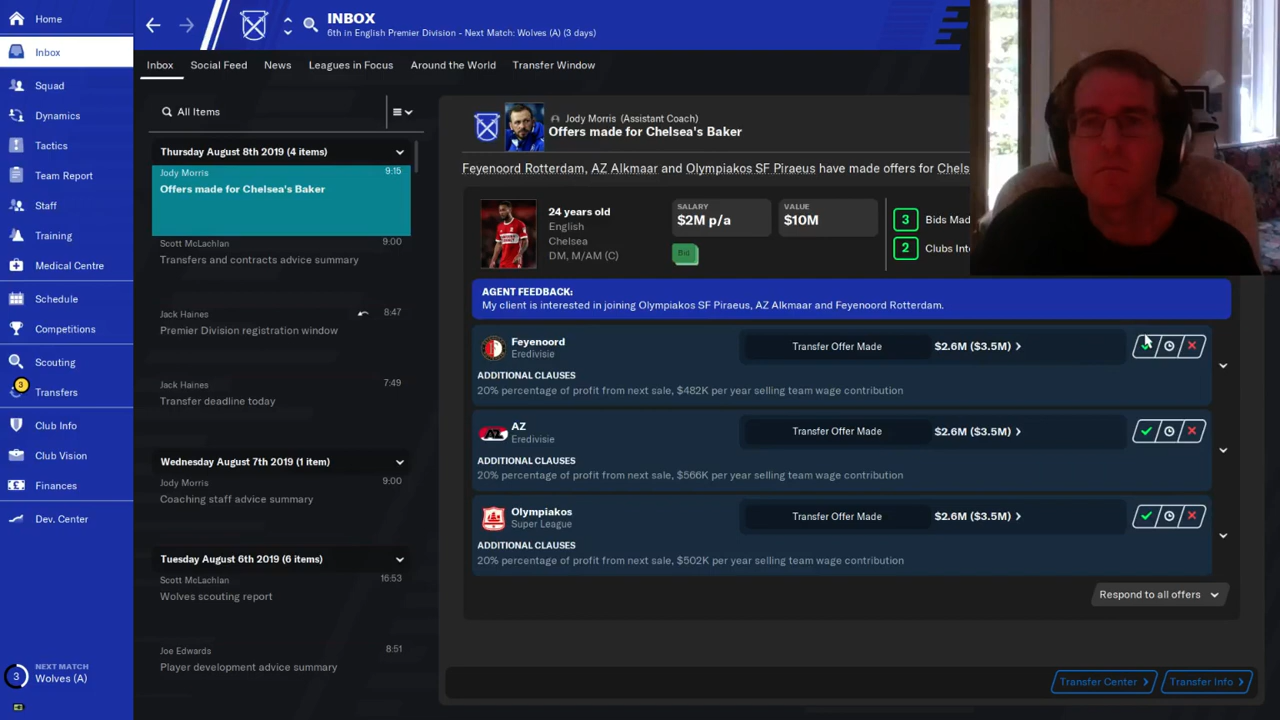 Home
Inbox
Squad
Dynamics
Tactics
Team Report
Staff
Training
Medical Centre
Schedule
Competitions
Scouting
3
Transfers
Club Info
Club Vision
Finances
Dev. Center
3
NEXT MATCH
Wolves (A)
INBOX
6th in English Premier Division - Next Match: Wolves (A) (3 days)
Inbox
Social Feed
News
Leagues in Focus
Around the World
Transfer Window
All Items
Thursday August 8th 2019 (4 items)
Jody Morris
9:15
Offers made for Chelsea's Baker
Scott McLachlan
9:00
Transfers and contracts advice summary
Jack Haines
8:47
Premier Division registration window
Jack Haines
7:49
Transfer deadline today
Wednesday August 7th 2019 (1 item)
Jody Morris
9:00
Coaching staff advice summary
Tuesday August 6th 2019 (6 items)
Scott McLachlan
16:53
Wolves scouting report
Joe Edwards
8:51
Player development advice summary
Jody Morris (Assistant Coach)
Offers made for Chelsea's Baker
Feyenoord Rotterdam, AZ Alkmaar and Olympiakos SF Piraeus have made offers for Chels
24 years old
English
Chelsea
DM, M/AM (C)
SALARY
$2M p/a
VALUE
$10M
Bid
3 Bids Mad
2 Clubs Inte
AGENT FEEDBACK:
My client is interested in joining Olympiakos SF Piraeus, AZ Alkmaar and Feyenoord Rotterdam.
Feyenoord
Eredivisie
Transfer Offer Made
$2.6M ($3.5M)
ADDITIONAL CLAUSES
20% percentage of profit from next sale, $482K per year selling team wage contribution
AZ
Eredivisie
Transfer Offer Made
$2.6M ($3.5M)
ADDITIONAL CLAUSES
20% percentage of profit from next sale, $566K per year selling team wage contribution
Olympiakos
Super League
Transfer Offer Made
$2.6M ($3.5M)
ADDITIONAL CLAUSES
20% percentage of profit from next sale, $502K per year selling team wage contribution
Respond to all offers
Transfer Center
Transfer Info